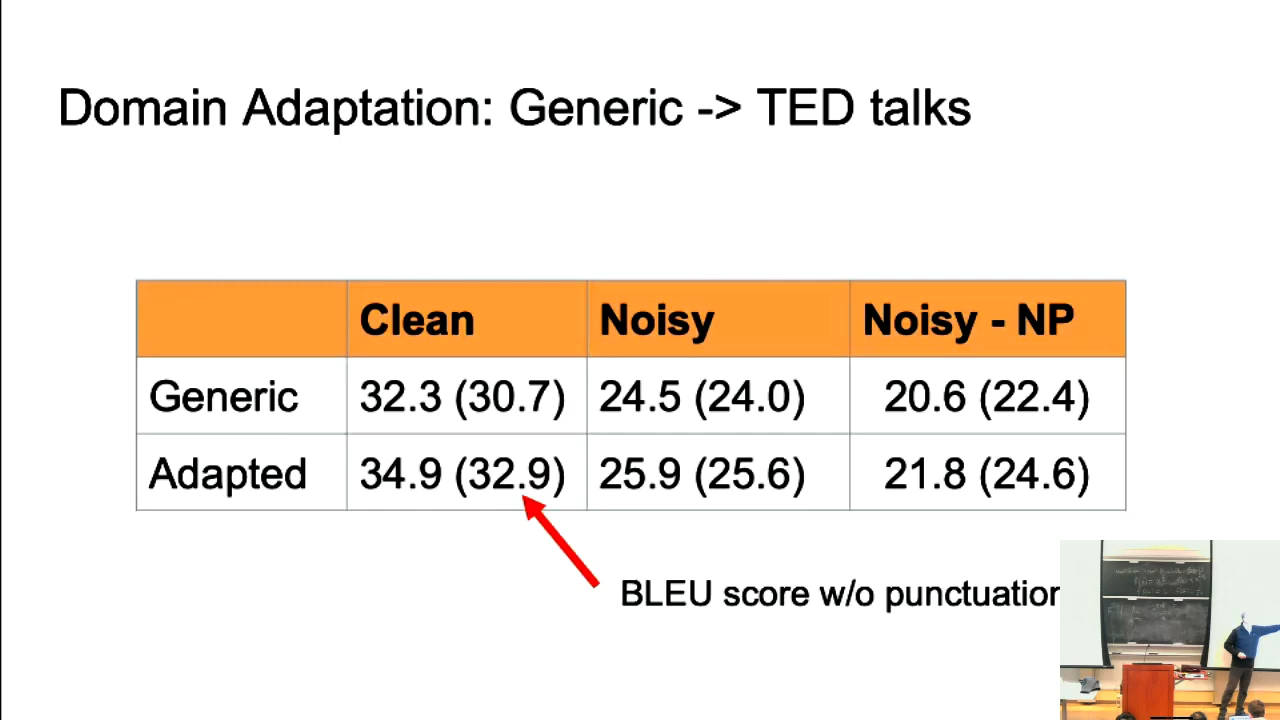 Domain Adaptation: Generic -> TED talks
Clean Noisy Noisy - NP
Generic 32.3 (30.7) 24.5 (24.0) 20.6 (22.4)
Adapted 34.9 (32.9) 25.9 (25.6) 21.8 (24.6)
BLEU score w/o punctuation